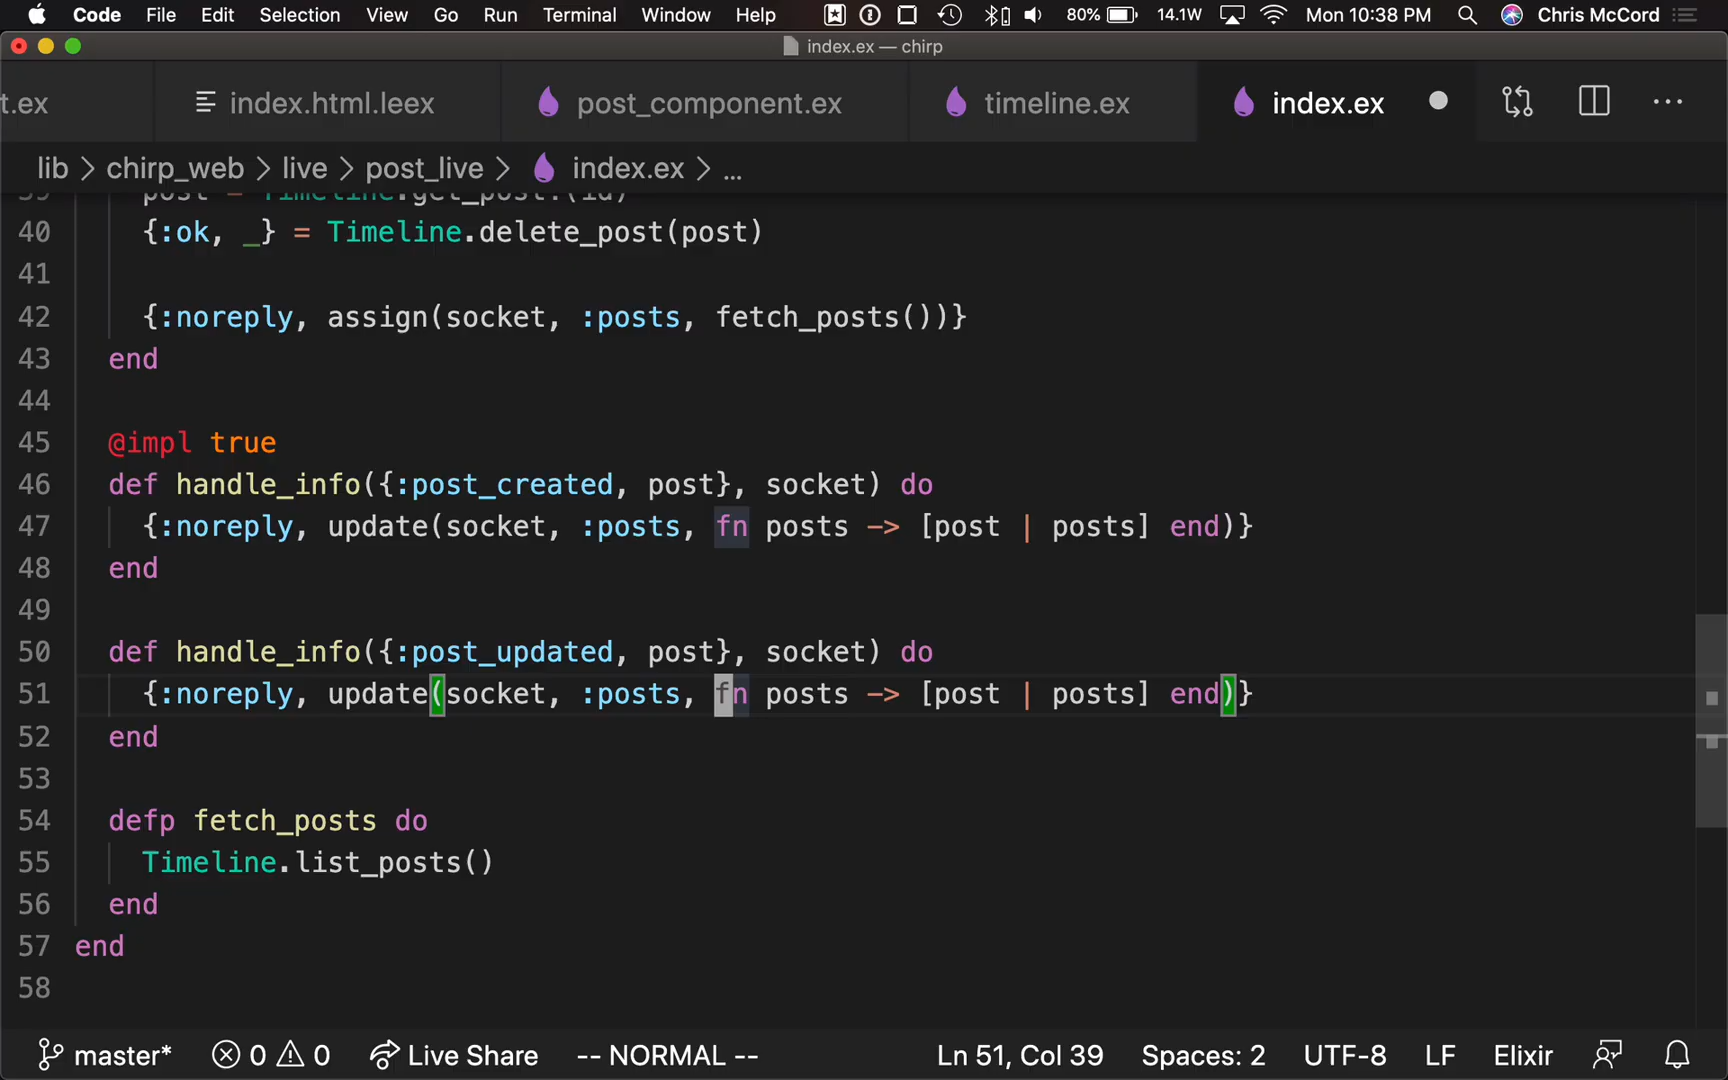 Code File Edit Selection View Go Run Terminal Window Help 80% 14.1W Mon 10:38 PM Chris McCord
index.ex — chirp
t.ex index.html.leex post_component.ex timeline.ex index.ex
lib > chirp_web > live > post_live > index.ex > ...
39 post = Timeline.get_post!(id)
40 {:ok, _} = Timeline.delete_post(post)
41
42 {:noreply, assign(socket, :posts, fetch_posts())}
43 end
44
45 @impl true
46 def handle_info({:post_created, post}, socket) do
47 {:noreply, update(socket, :posts, fn posts -> [post | posts] end)}
48 end
49
50 def handle_info({:post_updated, post}, socket) do
51 {:noreply, update(socket, :posts, fn posts -> [post | posts] end)}
52 end
53
54 defp fetch_posts do
55 Timeline.list_posts()
56 end
57 end
58
master* 0 0 Live Share -- NORMAL -- Ln 51, Col 39 Spaces: 2 UTF-8 LF Elixir